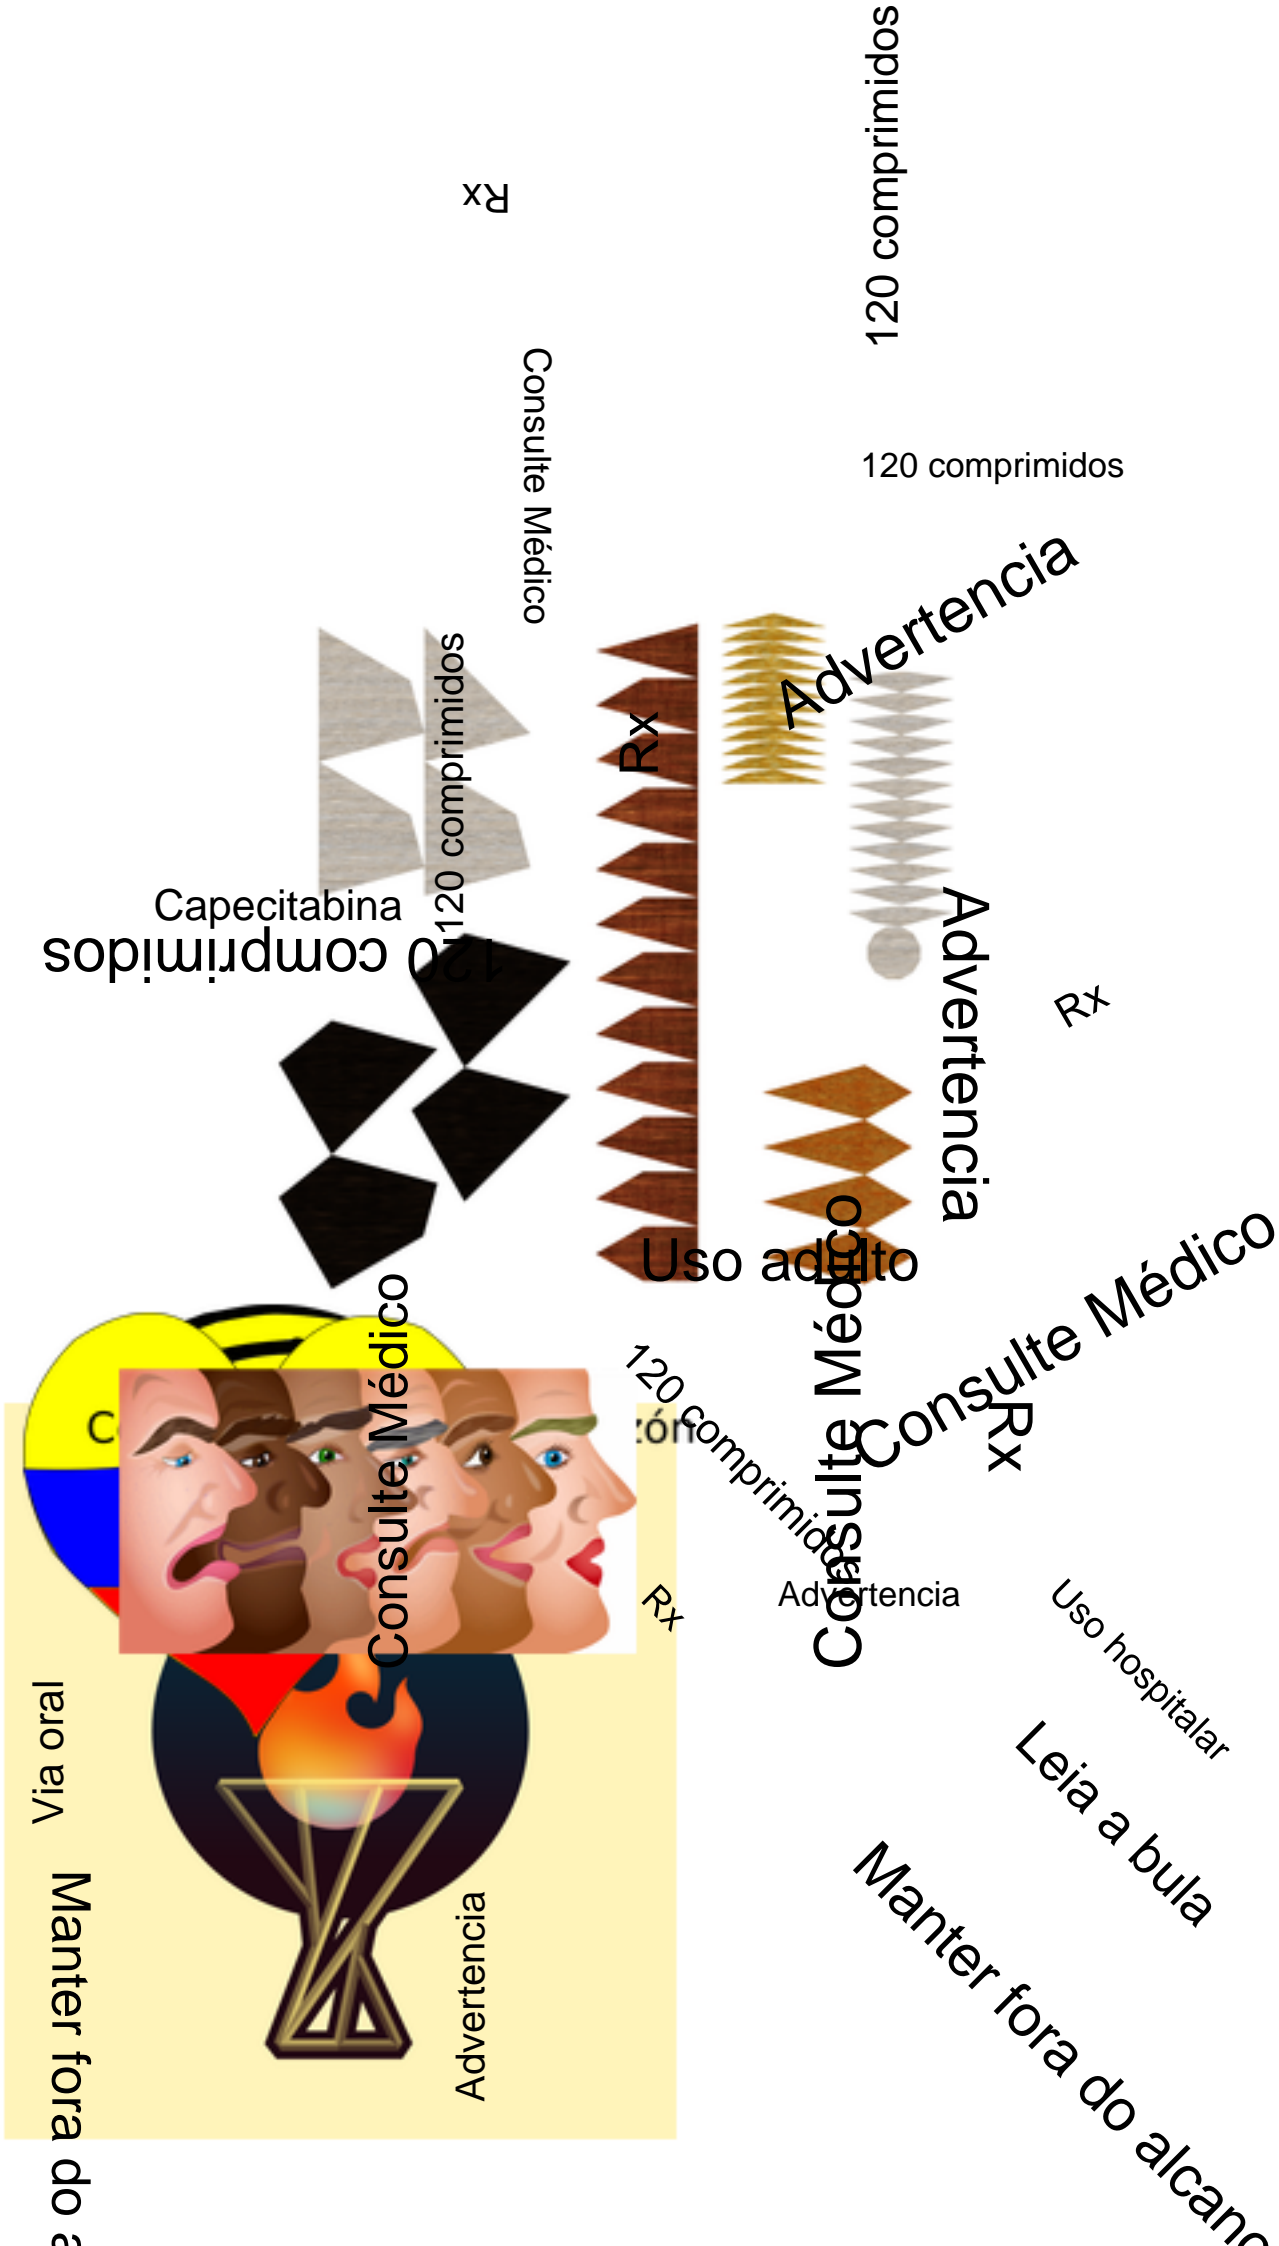 120 comprimidos
Rx
Consulte Médico
120 comprimidos
Advertencia
120 comprimidos
Rx
Capecitabina
120 comprimidos
Advertencia
Rx
Uso adulto
Consulte Médico
Consulte Médico
Consulte Médico
120 comprimidos
Rx
Rx
Advertencia
Uso hospitalar
Via oral
Leia a bula
Manter fora do
Advertencia
Manter fora do